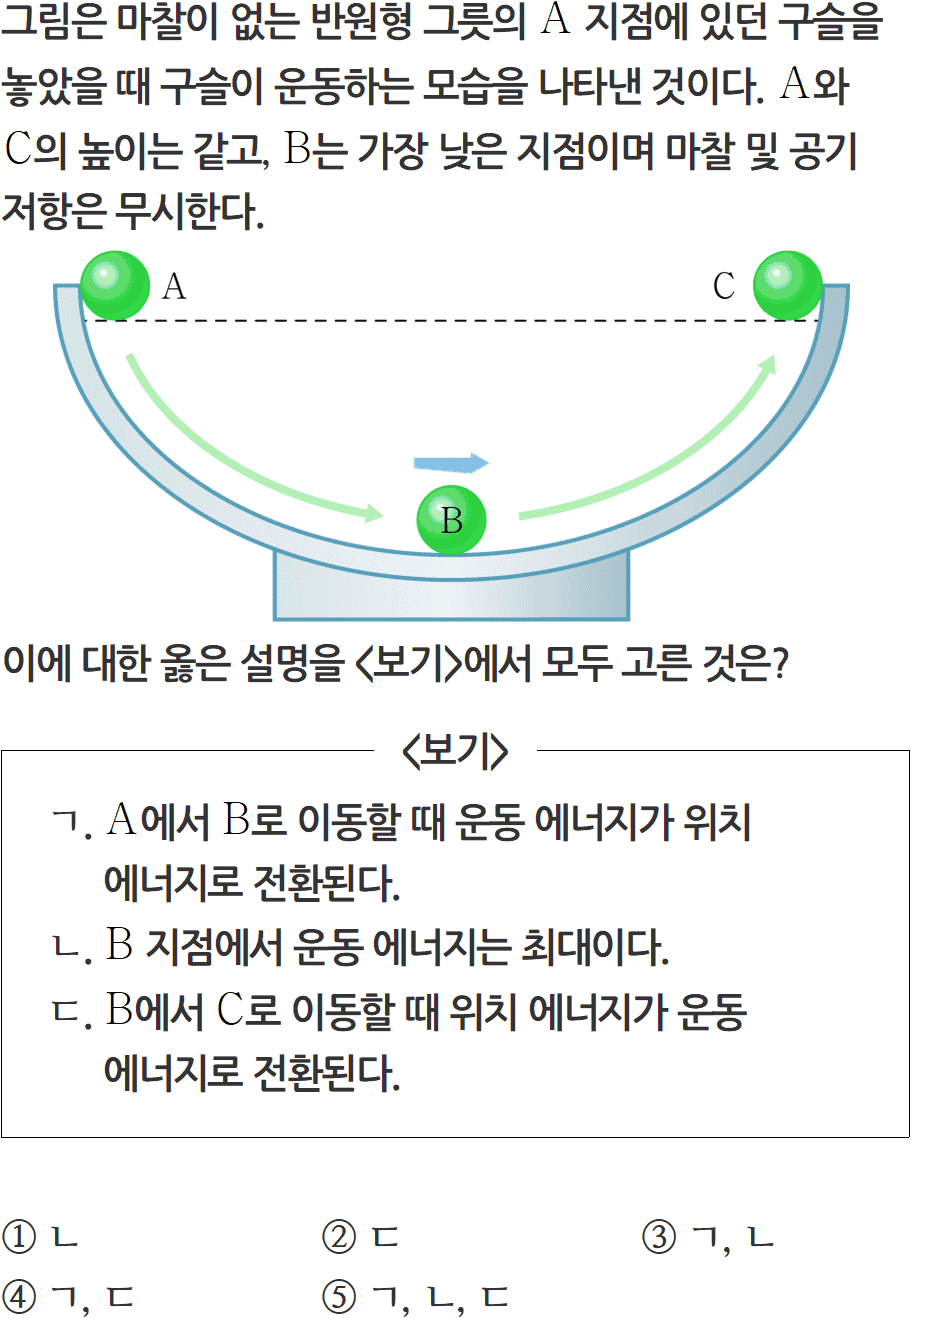 그림은 마찰이 없는 반원형 그릇의 A 지점에 있던 구슬을
놓았을 때 구슬이 운동하는 모습을 나타낸 것이다. A와
C의 높이는 같고, B는 가장 낮은 지점이며 마찰 및 공기
저항은 무시한다.
A
C
B
이에 대한 옳은 설명을 <보기>에서 모두 고른 것은?
<보기>
ㄱ. A에서 B로 이동할 때 운동 에너지가 위치
에너지로 전환된다.
ㄴ. B 지점에서 운동 에너지는 최대이다.
ㄷ. B에서 C로 이동할 때 위치 에너지가 운동
에너지로 전환된다.
① ㄴ ② ㄷ ③ ㄱ, ㄴ
④ ㄱ, ㄷ ⑤ ㄱ, ㄴ, ㄷ